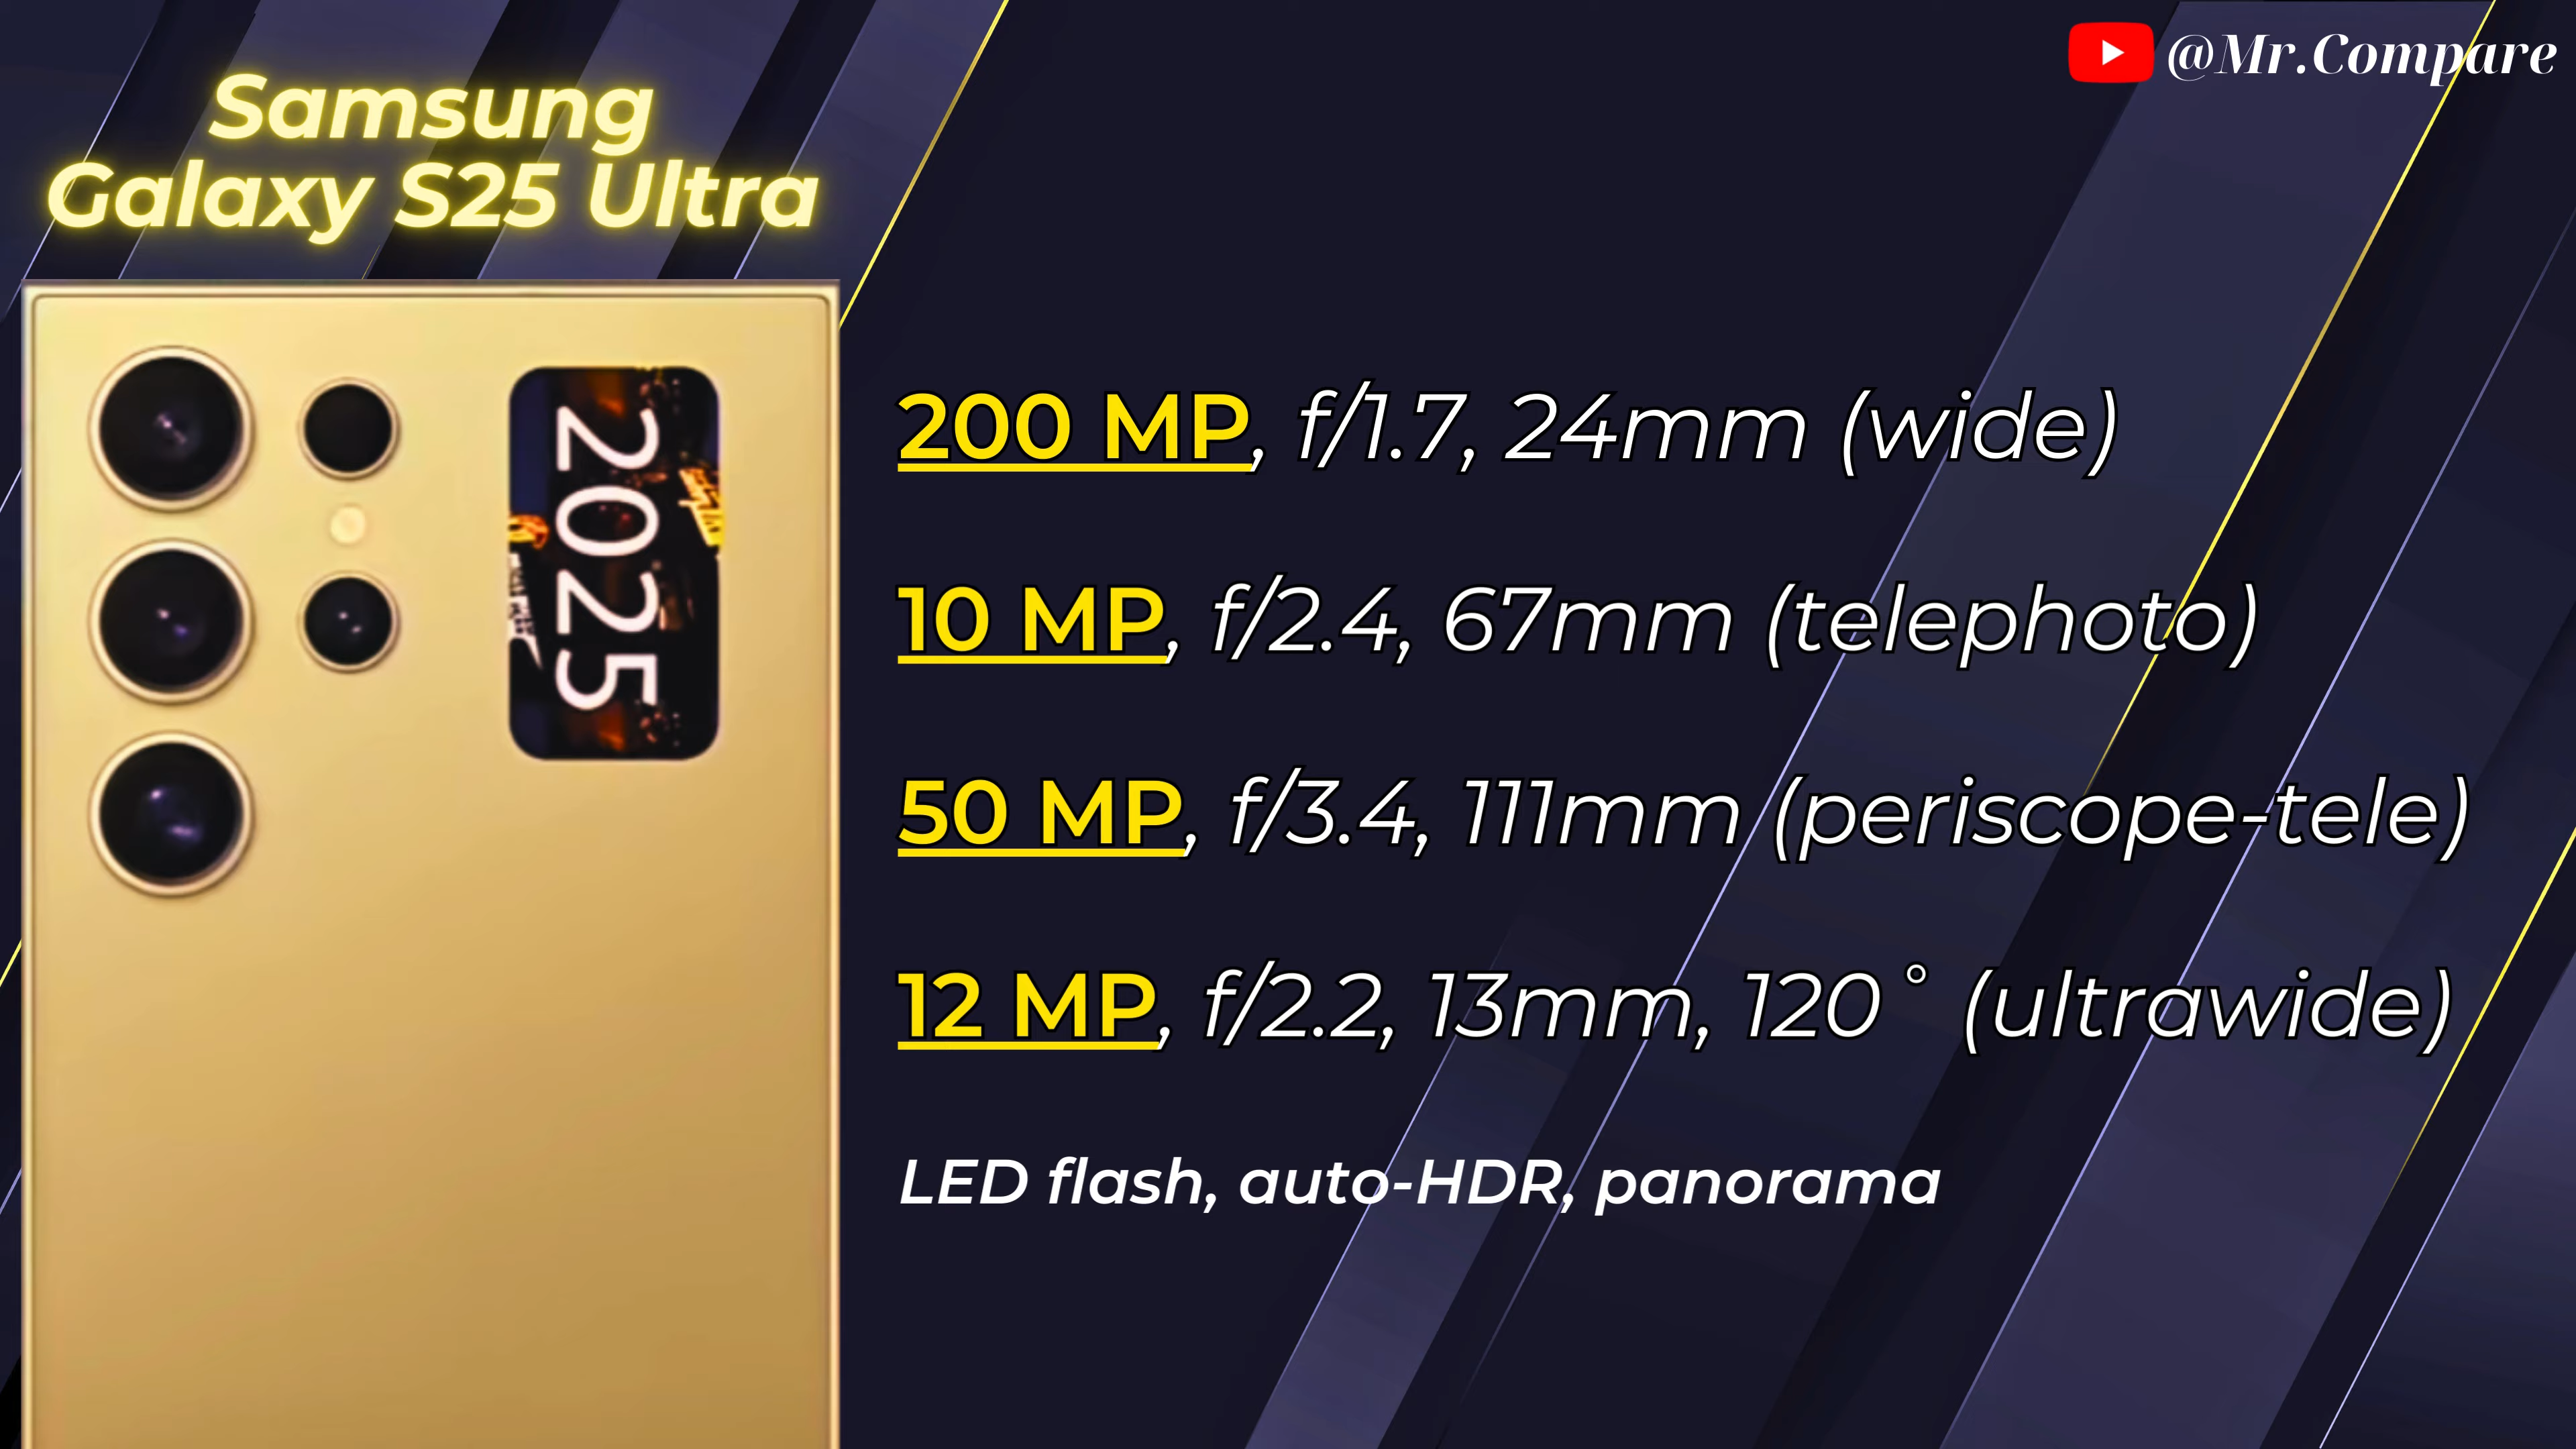 @Mr.Compare
Samsung
Galaxy S25 Ultra
2025
200 MP, f/1.7, 24mm (wide)
10 MP, f/2.4, 67mm (telephoto)
50 MP, f/3.4, 111mm (periscope-tele)
12 MP, f/2.2, 13mm, 120˚ (ultrawide)
LED flash, auto-HDR, panorama